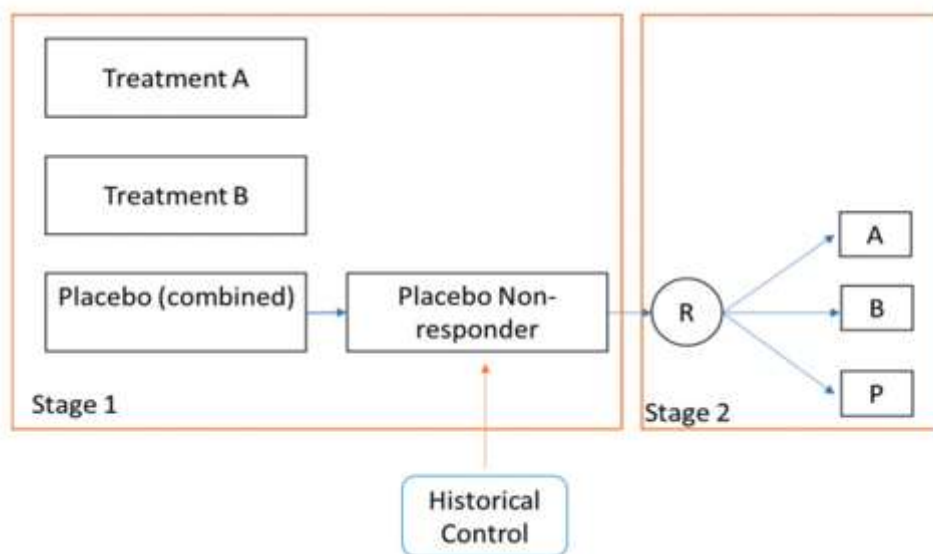 Treatment A
Treatment B
Placebo (combined)
Placebo Non-
responder
Stage 1
R
A
B
P
Stage 2
Historical
Control